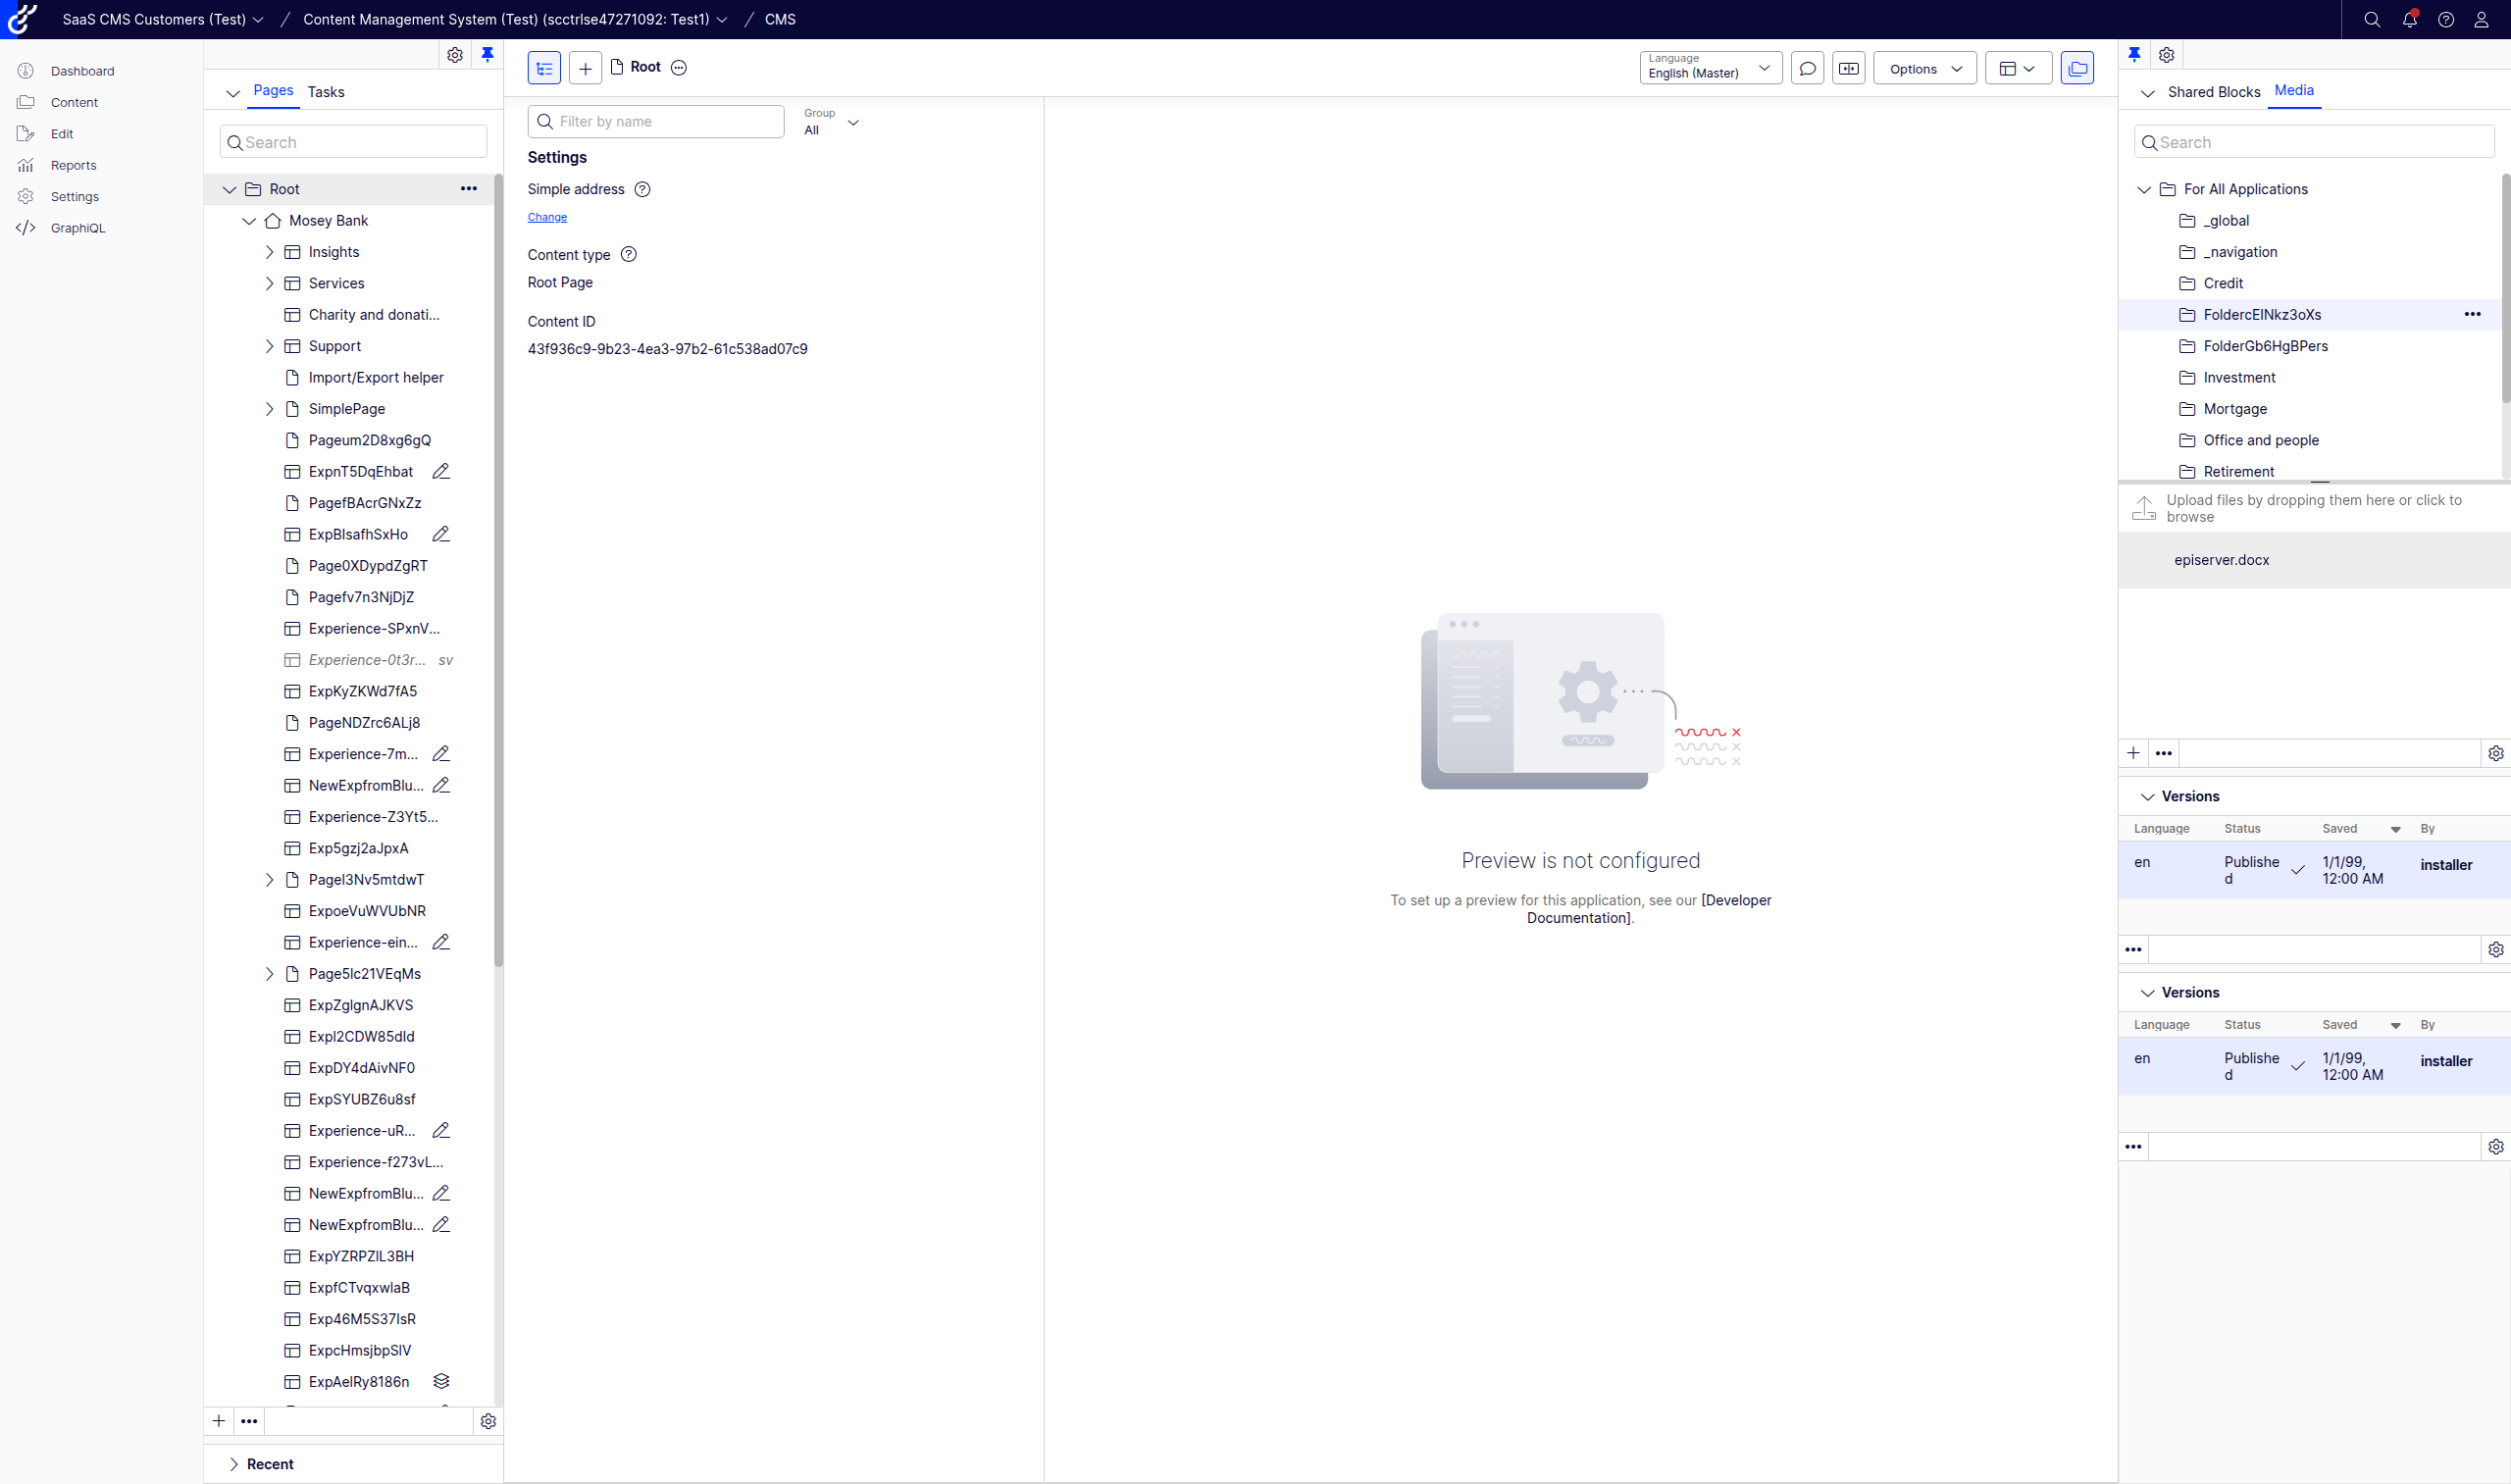 SaaS CMS Customers (Test) / Content Management System (Test) (scctrlse47271092: Test1) / CMS
Dashboard
Content
Edit
Reports
Settings
GraphiQL
Pages Tasks
Search
Root
Mosey Bank
Insights
Services
Charity and donati...
Support
Import/Export helper
SimplePage
Pageum2D8xg6gQ
ExpnT5DqEhbat
PagefBAcrGNxZz
ExpBlsafhSxHo
Page0XDypdZgRT
Pagefv7n3NjDjZ
Experience-SPxnV...
Experience-0t3r... sv
ExpKyZKWd7fA5
PageNDZrc6ALj8
Experience-7m...
NewExpfromBlu...
Experience-Z3Yt5...
Exp5gzj2aJpxA
PageI3Nv5mtdwT
ExpoeVuWVUbNR
Experience-ein...
Page5lc21VEqMs
ExpZglgnAJKVS
ExpI2CDW85dld
ExpDY4dAivNF0
ExpSYUBZ6u8sf
Experience-uR...
Experience-f273vL...
NewExpfromBlu...
NewExpfromBlu...
ExpYZRPZIL3BH
ExpfCTvqxwlaB
Exp46M5S37IsR
ExpcHmsjbpSlV
ExpAelRy8186n
Recent
Root
Language
English (Master)
Options
Filter by name
Group
All
Settings
Simple address
Change
Content type
Root Page
Content ID
43f936c9-9b23-4ea3-97b2-61c538ad07c9
Preview is not configured
To set up a preview for this application, see our [Developer
Documentation].
Shared Blocks Media
Search
For All Applications
_global
_navigation
Credit
FoldercElNkz3oXs
FolderGb6HgBPers
Investment
Mortgage
Office and people
Retirement
Upload files by dropping them here or click to
browse
episerver.docx
Versions
Language Status Saved By
en Publishe 1/1/99, installer
d 12:00 AM
Versions
Language Status Saved By
en Publishe 1/1/99, installer
d 12:00 AM